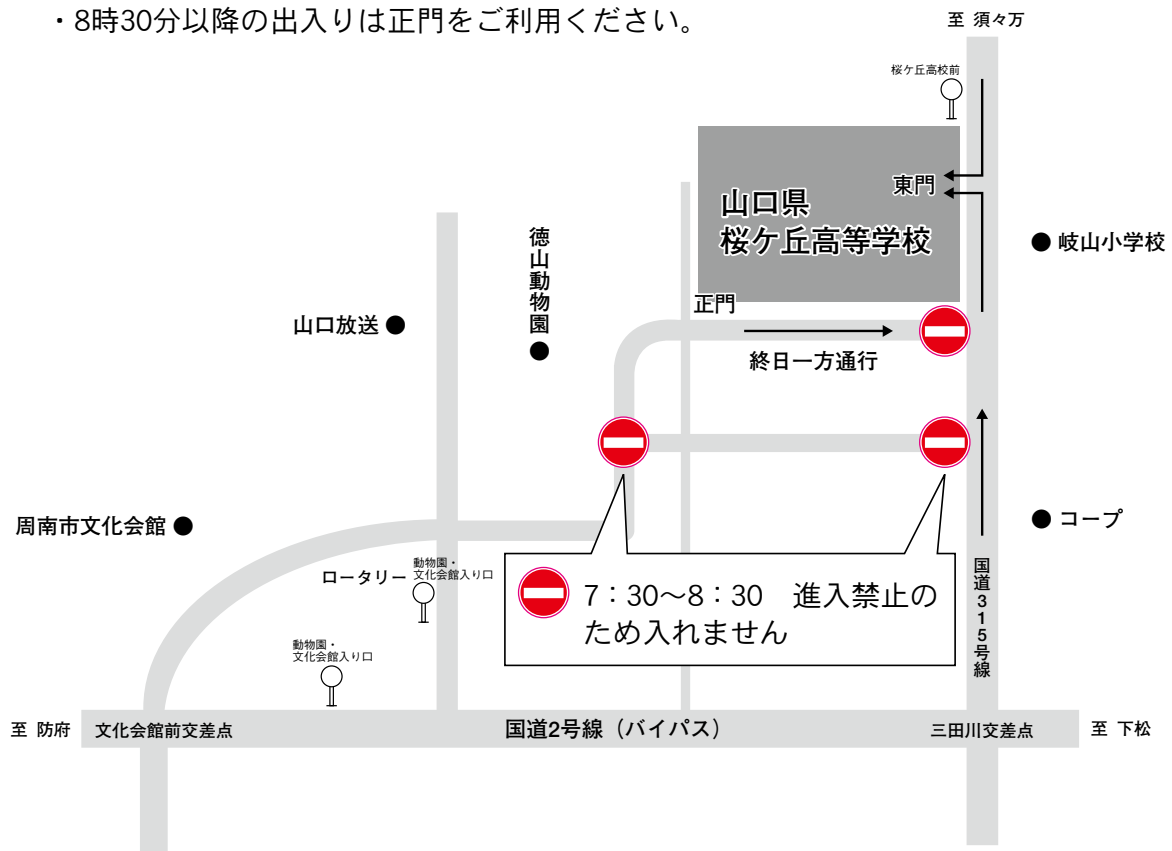 ・8時30分以降の出入りは正門をご利用ください。
至 須々万
桜ケ丘高校前
東門
山口県
桜ケ丘高等学校
岐山小学校
徳山動物園
正門
山口放送
終日一方通行
周南市文化会館
コープ
ロータリー
動物園・
文化会館入り口
7：30〜8：30　進入禁止の
ため入れません
国道315号線
動物園・
文化会館入り口
至 防府
文化会館前交差点
国道2号線（バイパス）
三田川交差点
至 下松